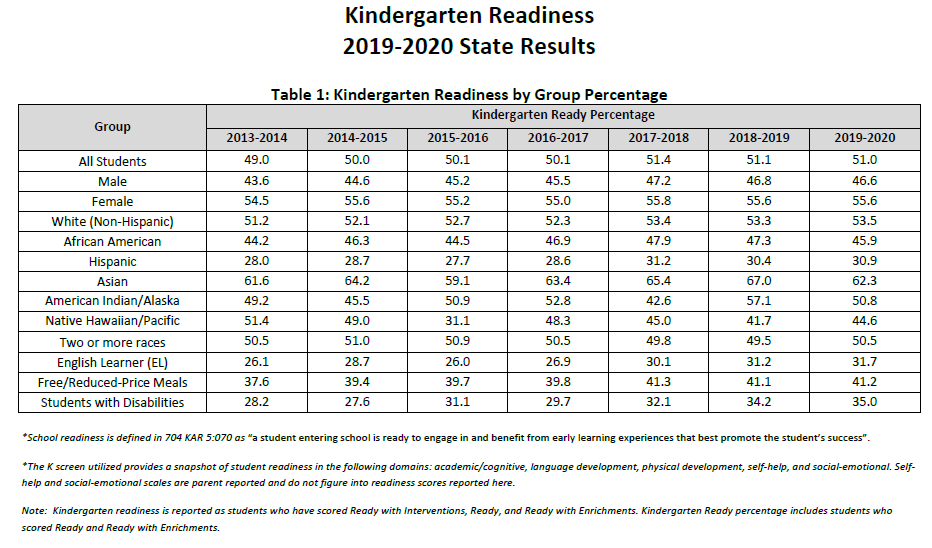 Kindergarten Readiness
2019-2020 State Results
Table 1: Kindergarten Readiness by Group Percentage
Group Kindergarten Ready Percentage
2013-2014 2014-2015 2015-2016 2016-2017 2017-2018 2018-2019 2019-2020
All Students 49.0 50.0 50.1 50.1 51.4 51.1 51.0
Male 43.6 44.6 45.2 45.5 47.2 46.8 46.6
Female 54.5 55.6 55.2 55.0 55.8 55.6 55.6
White (Non-Hispanic) 51.2 52.1 52.7 52.3 53.4 53.3 53.5
African American 44.2 46.3 44.5 46.9 47.9 47.3 45.9
Hispanic 28.0 28.7 27.7 28.6 31.2 30.4 30.9
Asian 61.6 64.2 59.1 63.4 65.4 67.0 62.3
American Indian/Alaska 49.2 45.5 50.9 52.8 42.6 57.1 50.8
Native Hawaiian/Pacific 51.4 49.0 31.1 48.3 45.0 41.7 44.6
Two or more races 50.5 51.0 50.9 50.5 49.8 49.5 50.5
English Learner (EL) 26.1 28.7 26.0 26.9 30.1 31.2 31.7
Free/Reduced-Price Meals 37.6 39.4 39.7 39.8 41.3 41.1 41.2
Students with Disabilities 28.2 27.6 31.1 29.7 32.1 34.2 35.0
*School readiness is defined in 704 KAR 5:070 as “a student entering school is ready to engage in and benefit from early learning experiences that best promote the student’s success”.
*The K screen utilized provides a snapshot of student readiness in the following domains: academic/cognitive, language development, physical development, self-help, and social-emotional. Self-
help and social-emotional scales are parent reported and do not figure into readiness scores reported here.
Note: Kindergarten readiness is reported as students who have scored Ready with Interventions, Ready, and Ready with Enrichments. Kindergarten Ready percentage includes students who
scored Ready and Ready with Enrichments.